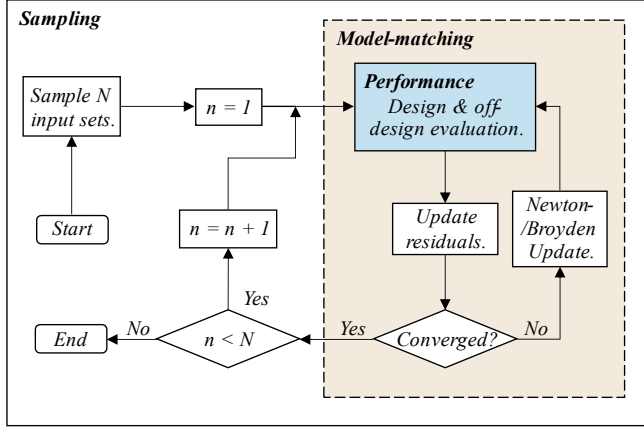 Sampling
Model-matching
Sample N
input sets.
n = 1
Performance
Design & off-
design evaluation.
Start
n = n + 1
Update
residuals.
Newton-
/Broyden
Update.
Yes
End
No
n < N
Yes
Converged?
No